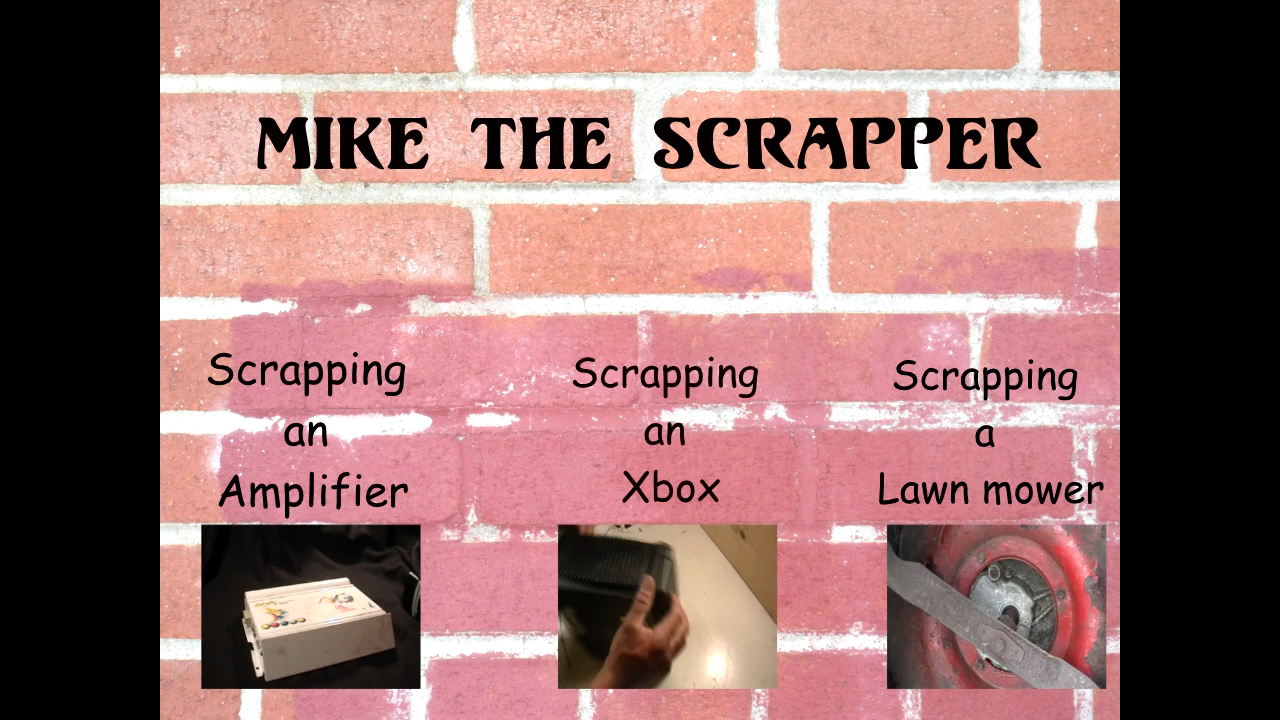 MIKE THE SCRAPPER
Scrapping
an
Amplifier
Scrapping
an
Xbox
Scrapping
a
Lawn mower